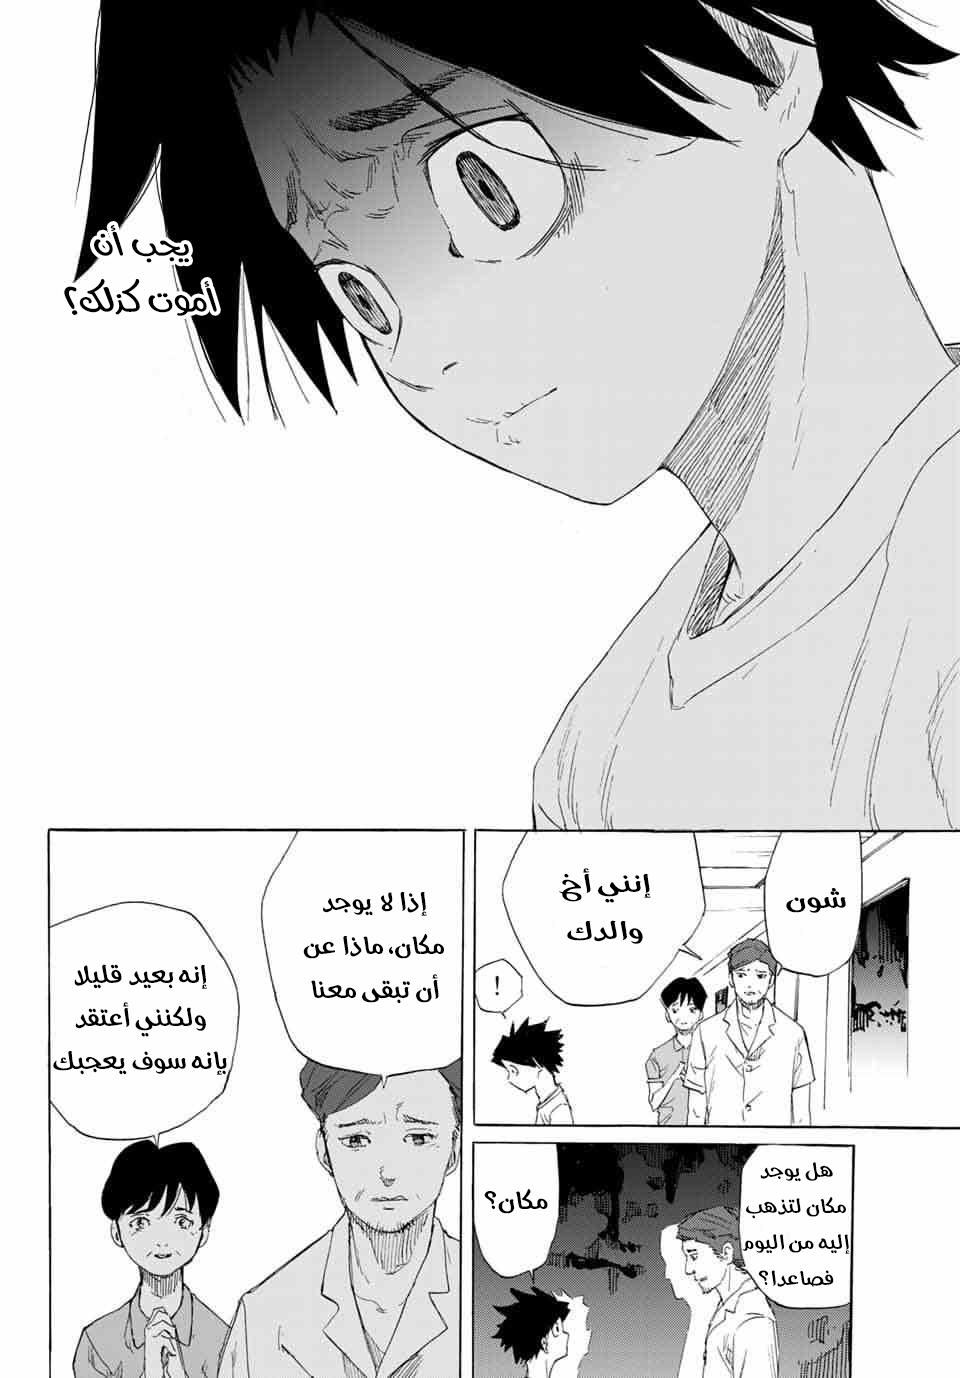 يجب أن
أموت كذلك؟
شون
إنني أخ
والدك
!
هل يوجد
مكان لتذهب
إليه من اليوم
فصاعدا؟
مكان؟
إذا لا يوجد
مكان، ماذا عن
أن تبقى معنا
إنه بعيد قليلا
ولكنني أعتقد
بإنه سوف يعجبك